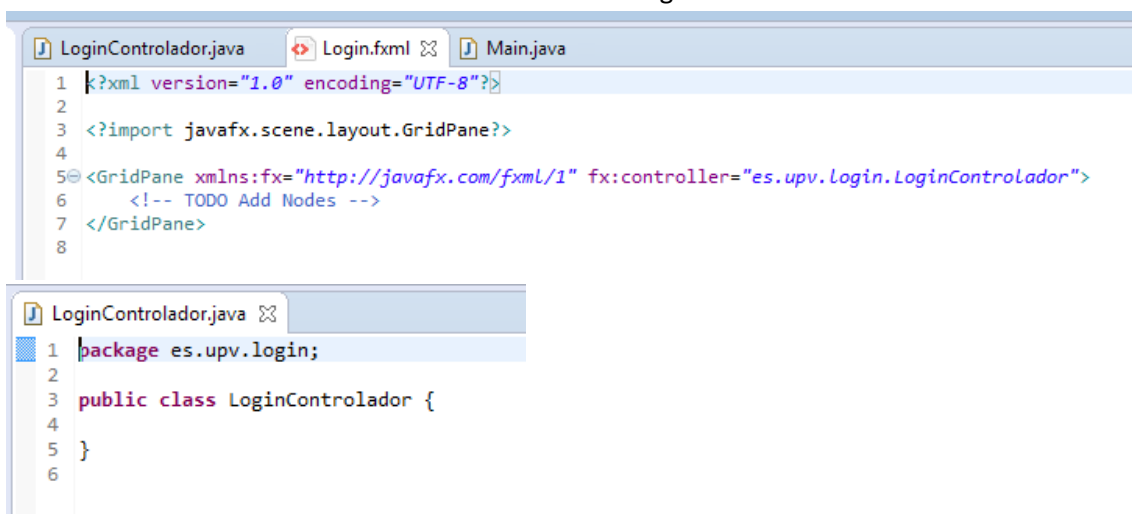 LoginControlador.java Login.fxml Main.java
1 <?xml version="1.0" encoding="UTF-8"?>
2
3 <?import javafx.scene.layout.GridPane?>
4
5 <GridPane xmlns:fx="http://javafx.com/fxml/1" fx:controller="es.upv.login.LoginControlador">
6 <!-- TODO Add Nodes -->
7 </GridPane>
8
LoginControlador.java
1 package es.upv.login;
2
3 public class LoginControlador {
4
5 }
6